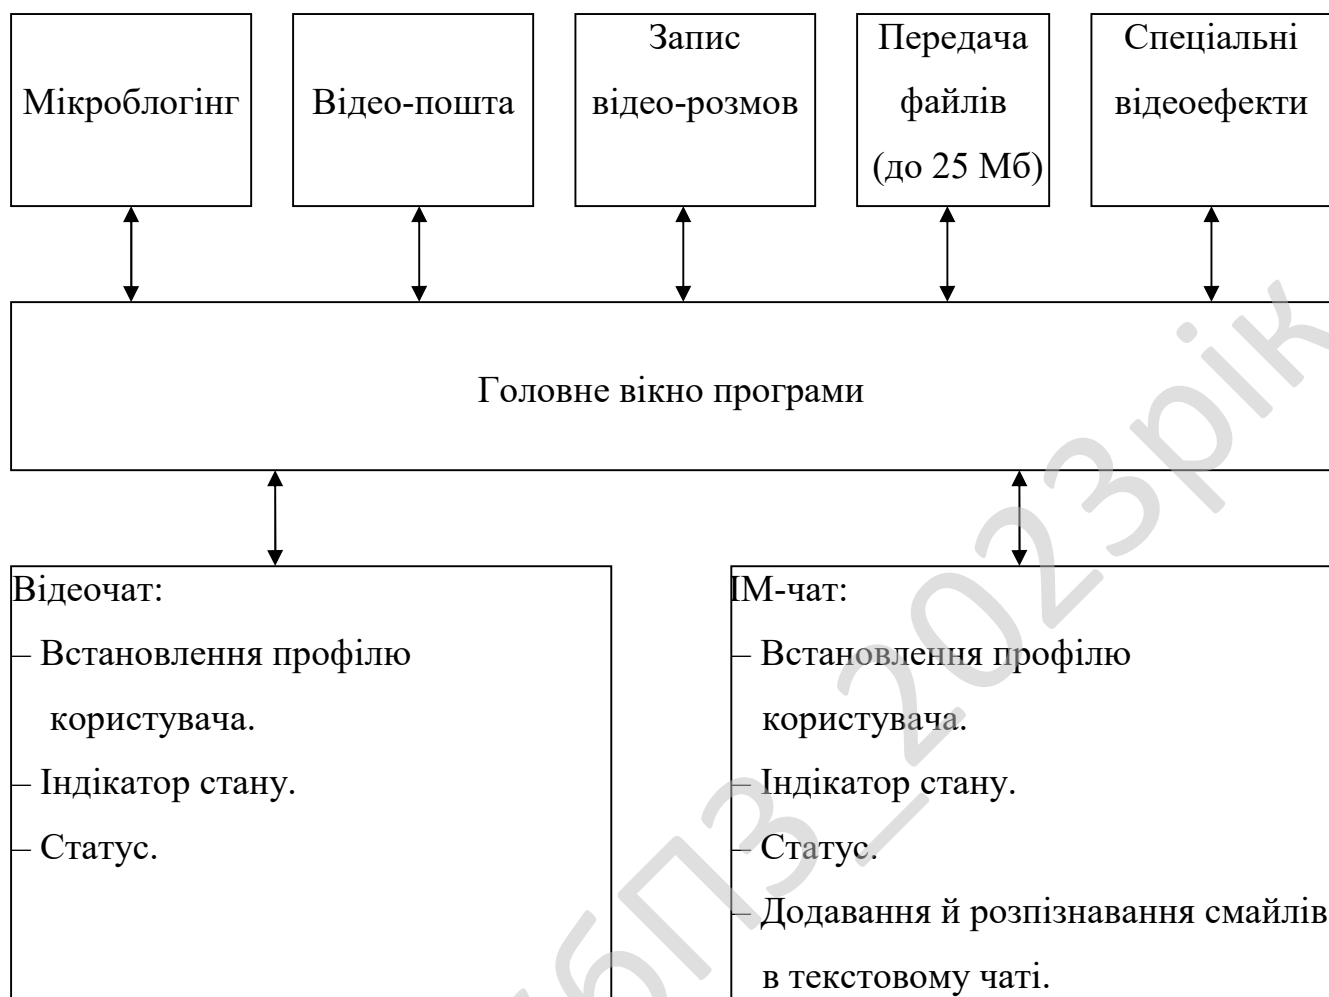 Мікроблогінг
Відео-пошта
Запис
відео-розмов
Передача
файлів
(до 25 Мб)
Спеціальні
відеоефекти
Головне вікно програми
Відеочат:
– Встановлення профілю
користувача.
– Індікатор стану.
– Статус.
ІМ-чат:
– Встановлення профілю
користувача.
– Індікатор стану.
– Статус.
– Додавання й розпізнавання смайлів
в текстовому чаті.
бПЗ_2023рік